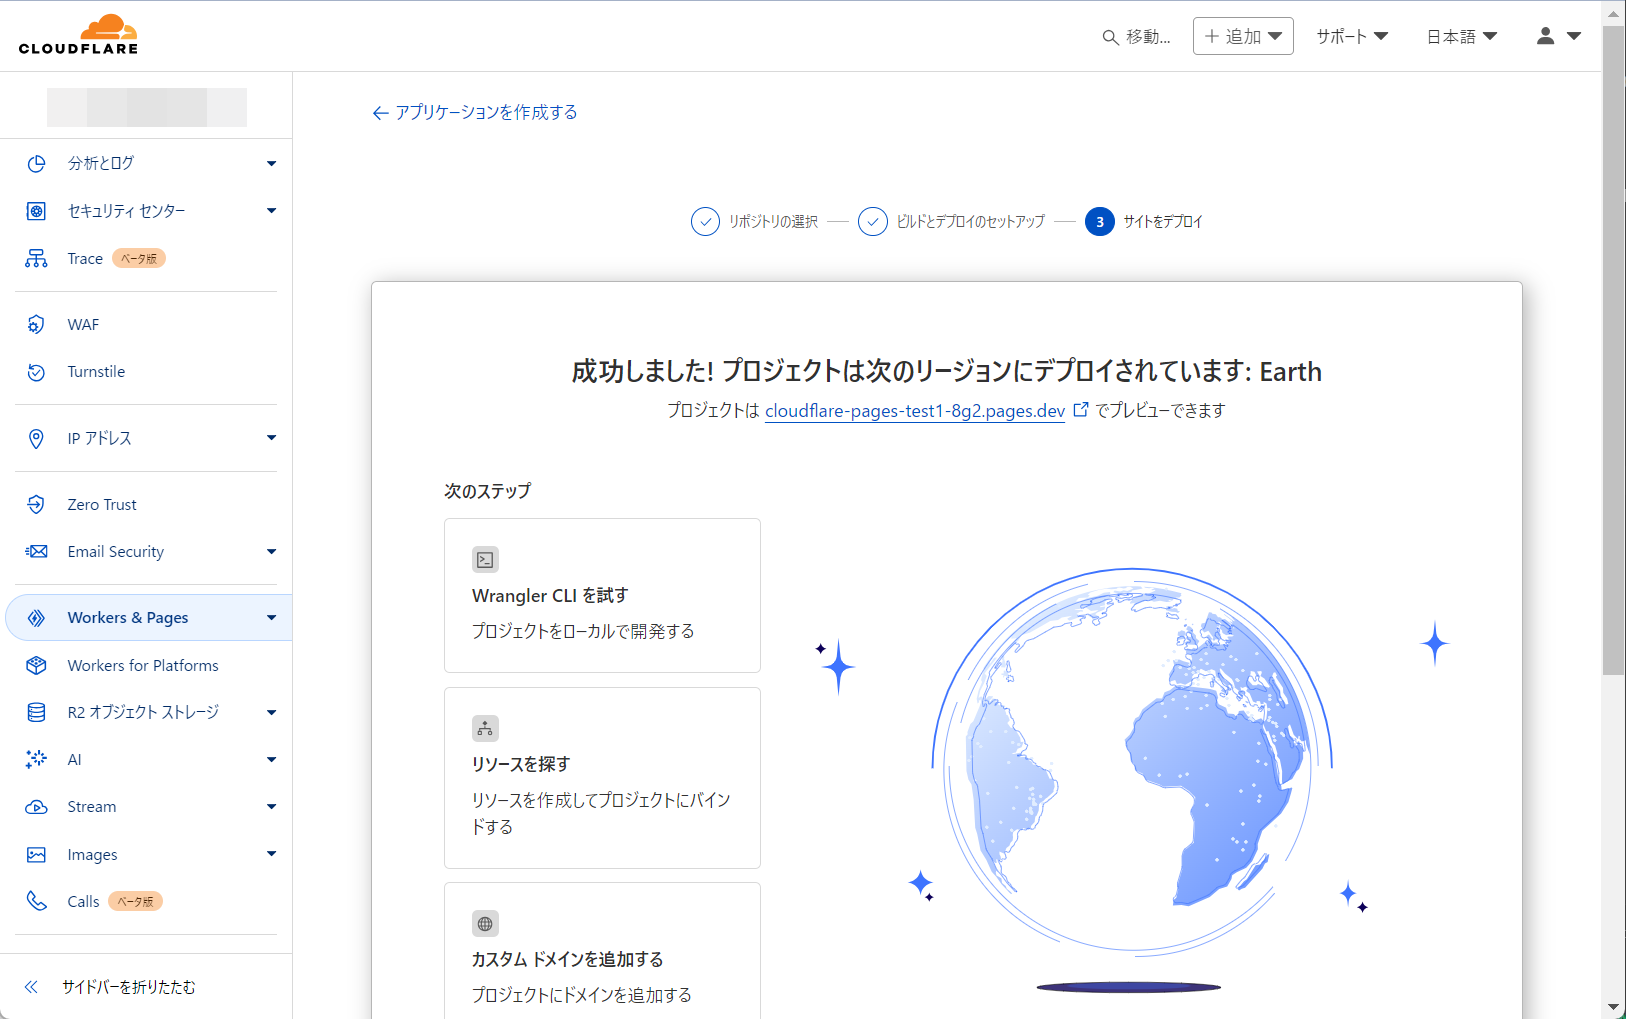 CLOUDFLARE
移動...
追加
サポート
日本語
分析とログ
セキュリティ センター
Trace ベータ版
WAF
Turnstile
IP アドレス
Zero Trust
Email Security
Workers & Pages
Workers for Platforms
R2 オブジェクト ストレージ
AI
Stream
Images
Calls ベータ版
サイドバーを折りたたむ
アプリケーションを作成する
リポジトリの選択
ビルドとデプロイのセットアップ
3 サイトをデプロイ
成功しました! プロジェクトは次のリージョンにデプロイされています: Earth
プロジェクトは cloudflare-pages-test1-8g2.pages.dev でプレビューできます
次のステップ
Wrangler CLI を試す
プロジェクトをローカルで開発する
リソースを探す
リソースを作成してプロジェクトにバイン
ドする
カスタム ドメインを追加する
プロジェクトにドメインを追加する